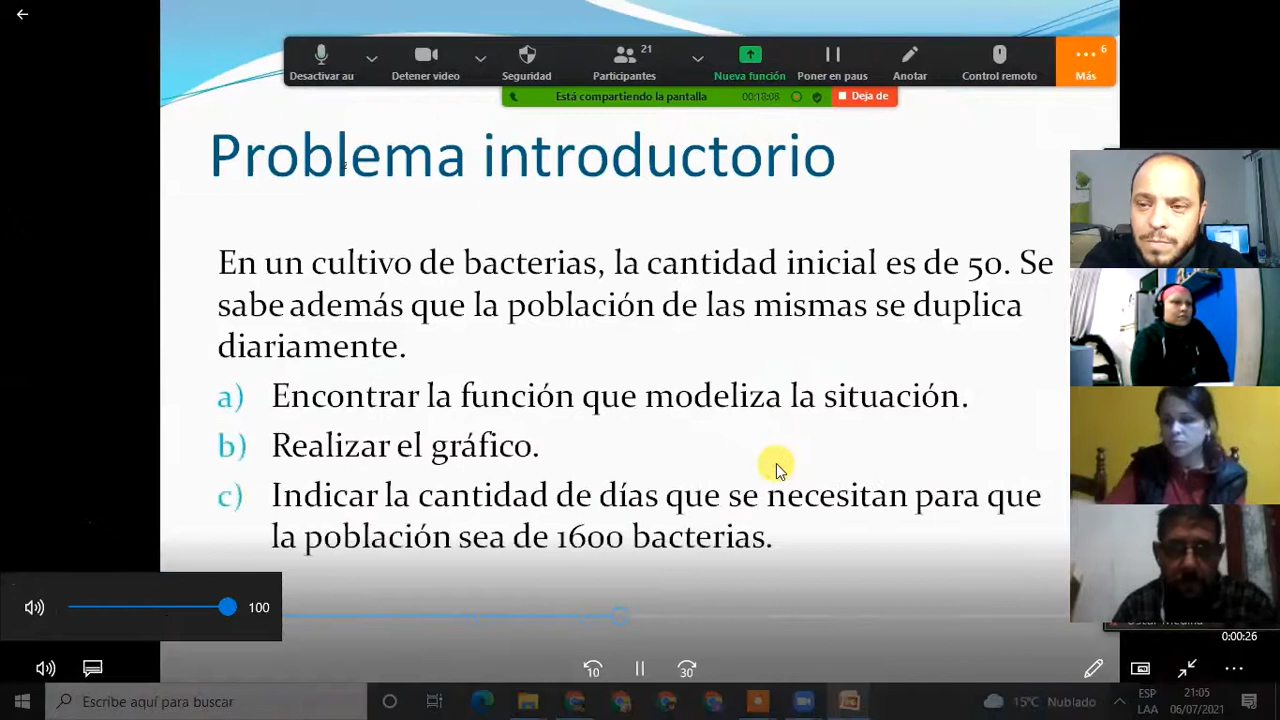 21
6
Desactivar au
Detener video
Seguridad
Participantes
Nueva función
Poner en paus
Anotar
Control remoto
Más
Está compartiendo la pantalla
00:18:06
Deja de
Problema introductorio
En un cultivo de bacterias, la cantidad inicial es de 50. Se
sabe además que la población de las mismas se duplica
diariamente.
a) Encontrar la función que modeliza la situación.
b) Realizar el gráfico.
c) Indicar la cantidad de días que se necesitan para que
la población sea de 1600 bacterias.
100
0:00:26
10
30
Escribe aquí para buscar
15°C Nublado
ESP
LAA
21:05
06/07/2021